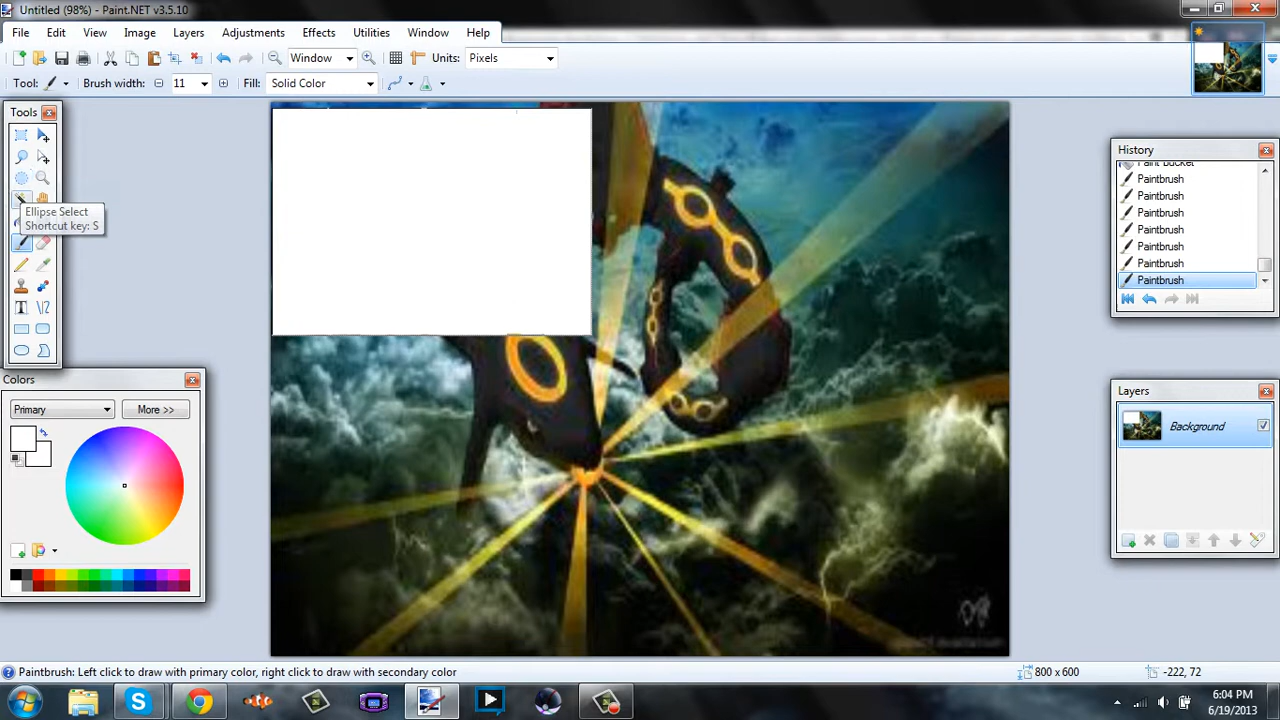 Untitled (98%) - Paint.NET v3.5.10
File Edit View Image Layers Adjustments Effects Utilities Window Help
Window Units: Pixels
Tool: Brush width: 11 Fill: Solid Color
Tools
Ellipse Select
Shortcut key: S
Colors
Primary More >>
History
Paint Bucket
Paintbrush
Paintbrush
Paintbrush
Paintbrush
Paintbrush
Paintbrush
Paintbrush
Layers
Background
Paintbrush: Left click to draw with primary color, right click to draw with secondary color
800 x 600
-222, 72
6:04 PM
6/19/2013